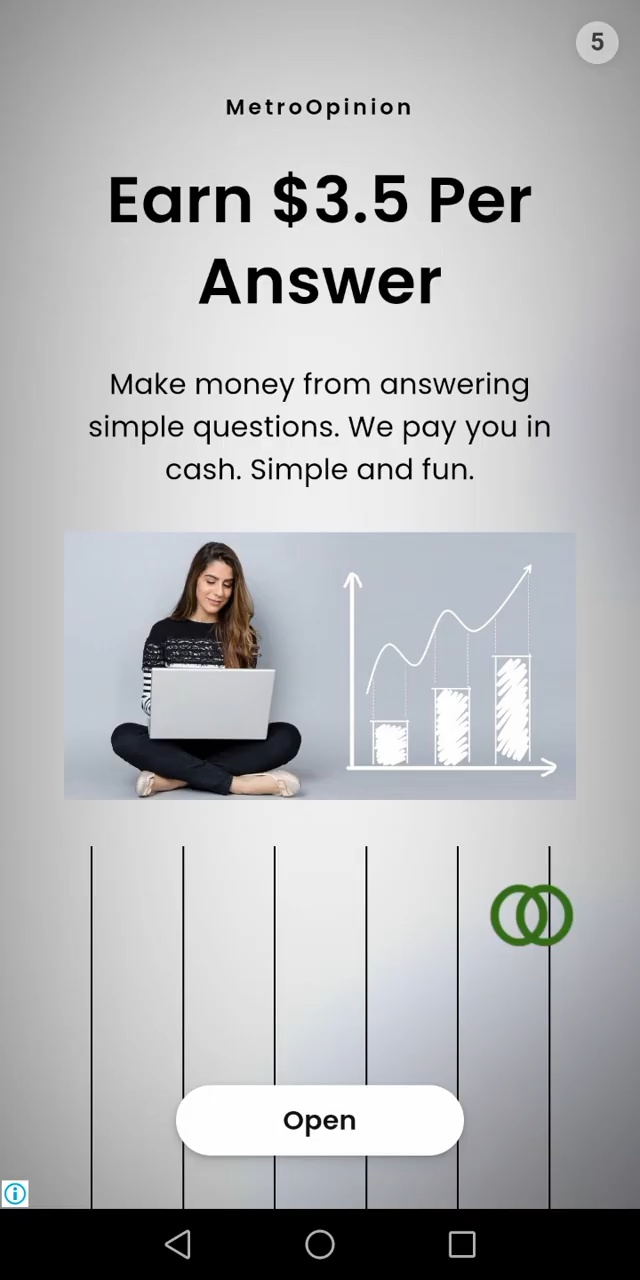 5
MetroOpinion
Earn $3.5 Per
Answer
Make money from answering
simple questions. We pay you in
cash. Simple and fun.
Open